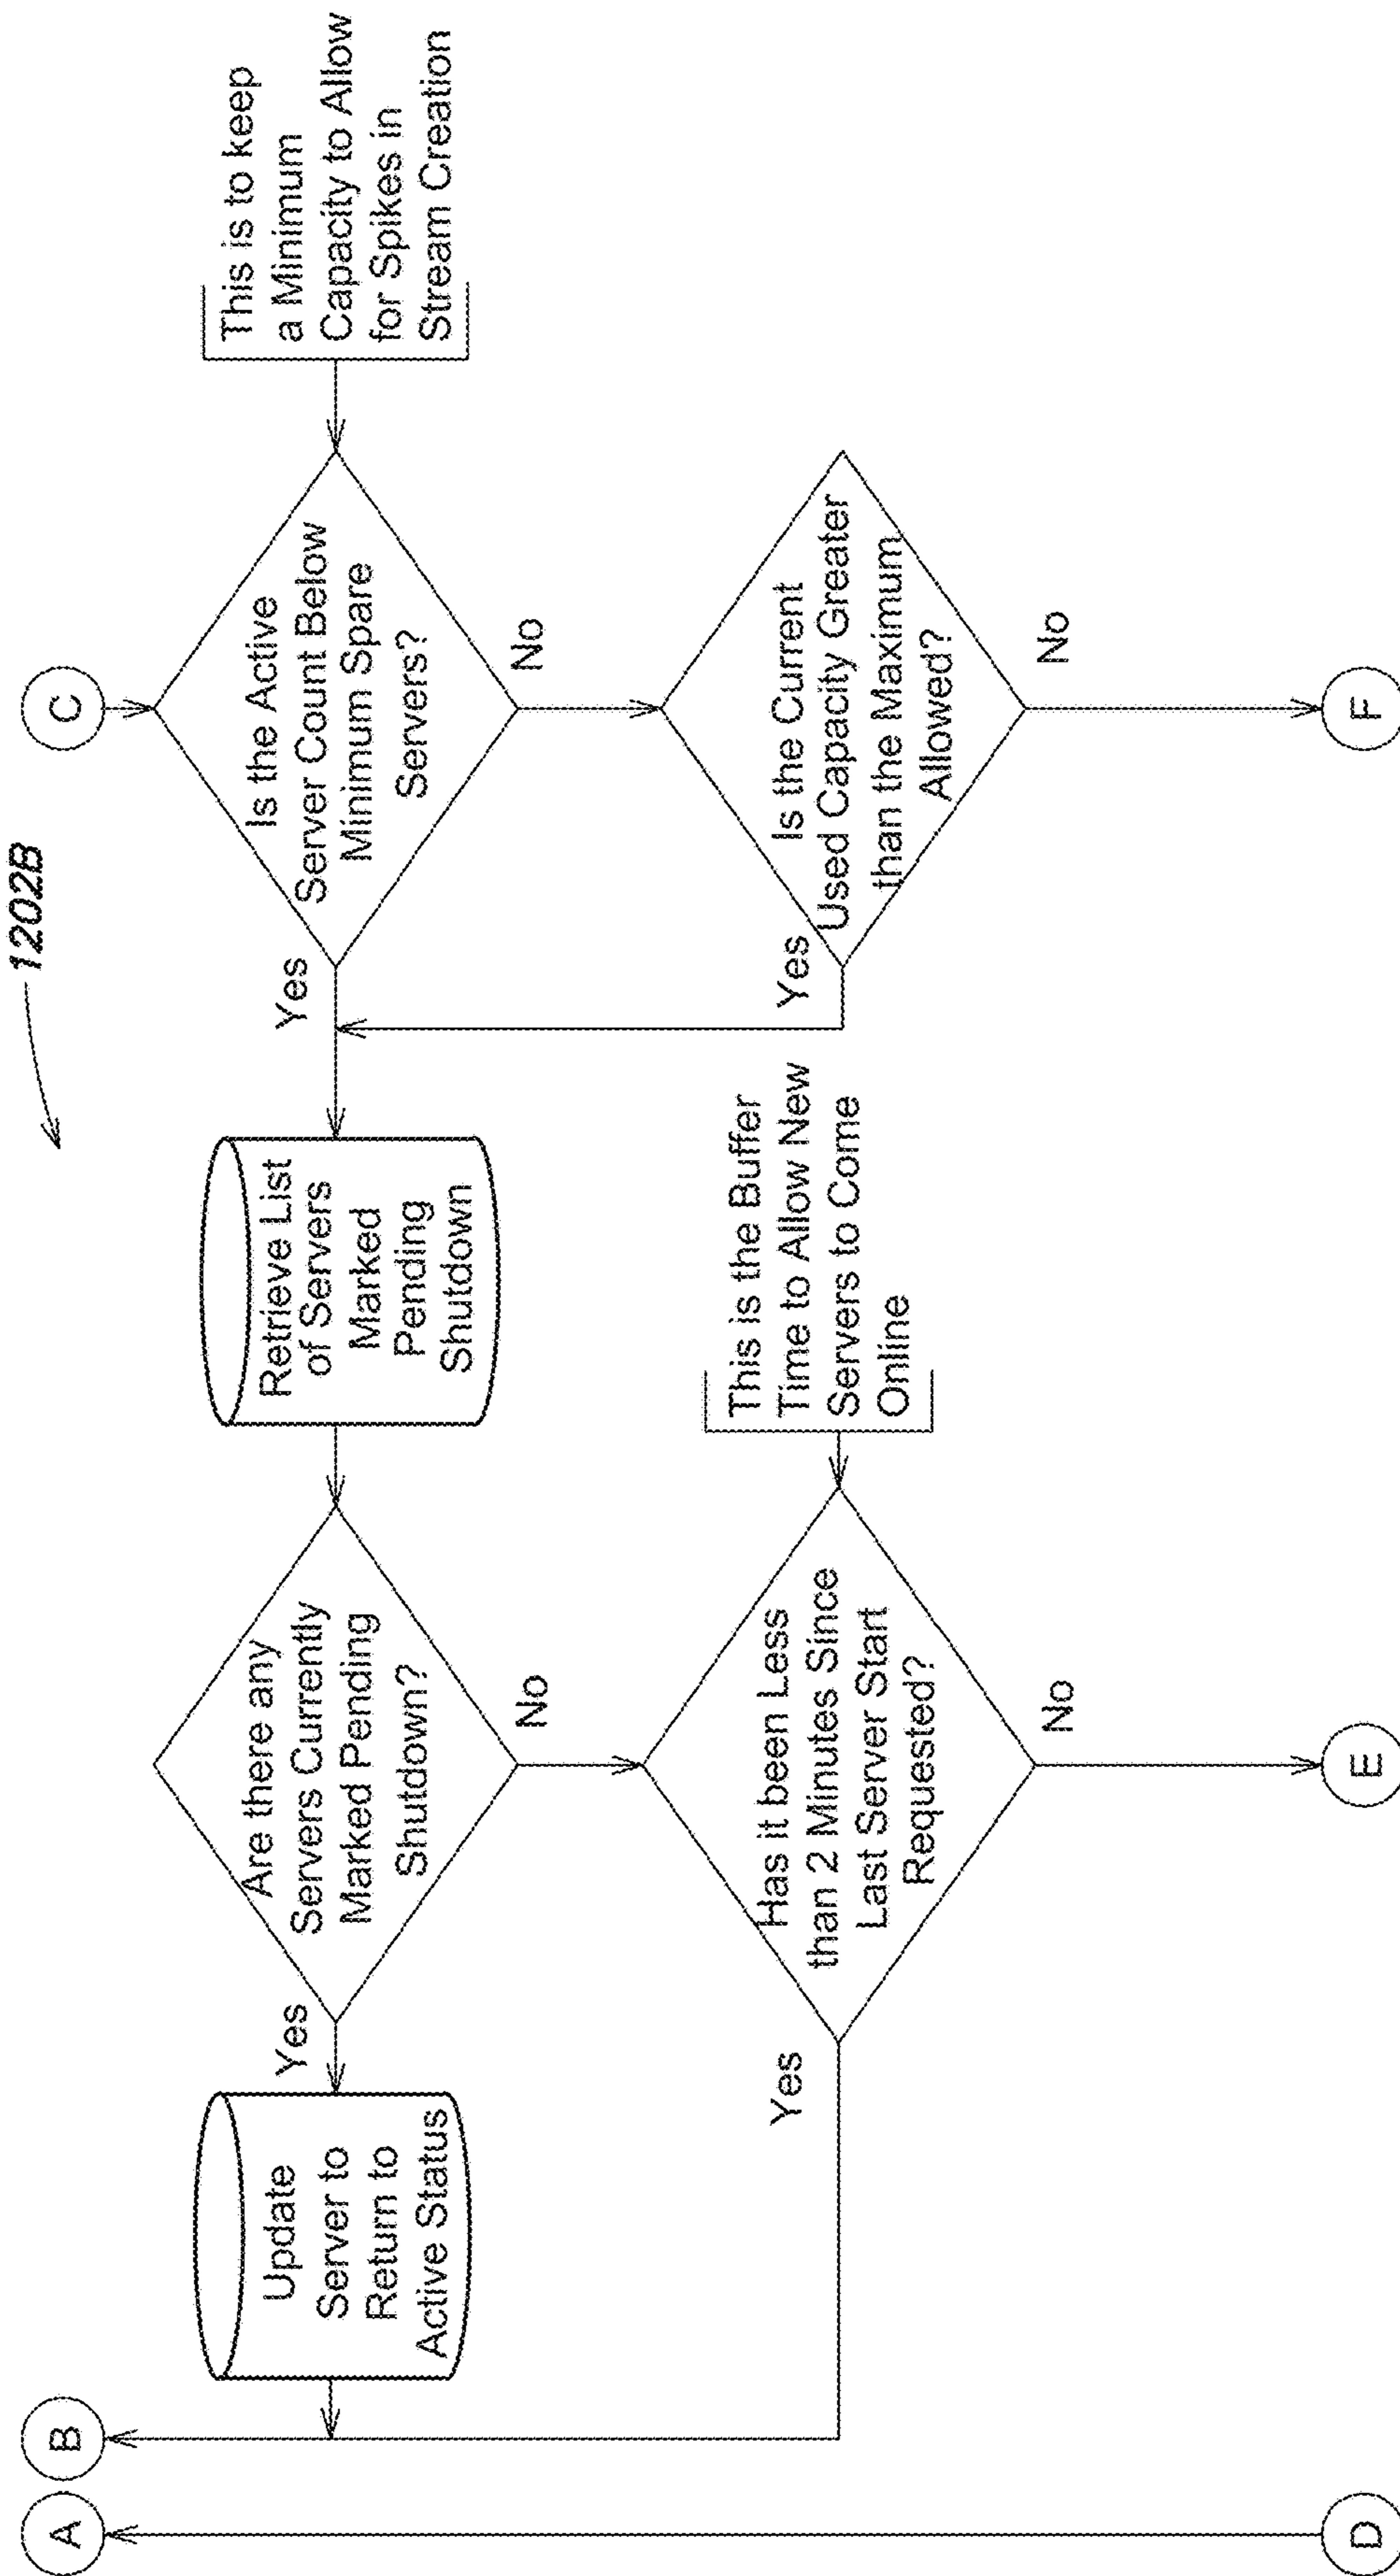 1202B
A
B
C
Update
Server to
Return to
Active Status
Yes
Are there any
Servers Currently
Marked Pending
Shutdown?
No
Retrieve List
of Servers
Marked
Pending
Shutdown
Yes
Is the Active
Server Count Below
Minimum Spare
Servers?
No
This is to keep
a Minimum
Capacity to Allow
for Spikes in
Stream Creation
Yes
Has it been Less
than 2 Minutes Since
Last Server Start
Requested?
No
This is the Buffer
Time to Allow New
Servers to Come
Online
Yes
Is the Current
Used Capacity Greater
than the Maximum
Allowed?
No
D
E
F